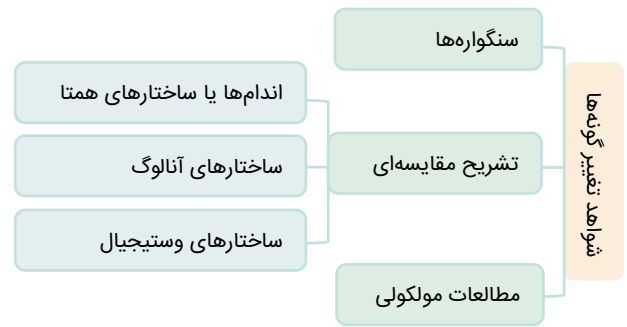 شواهد تغییر گونه‌ها
سنگواره‌ها
تشریح مقایسه‌ای
اندام‌ها یا ساختارهای همتا
ساختارهای آنالوگ
ساختارهای وستیجیال
مطالعات مولکولی